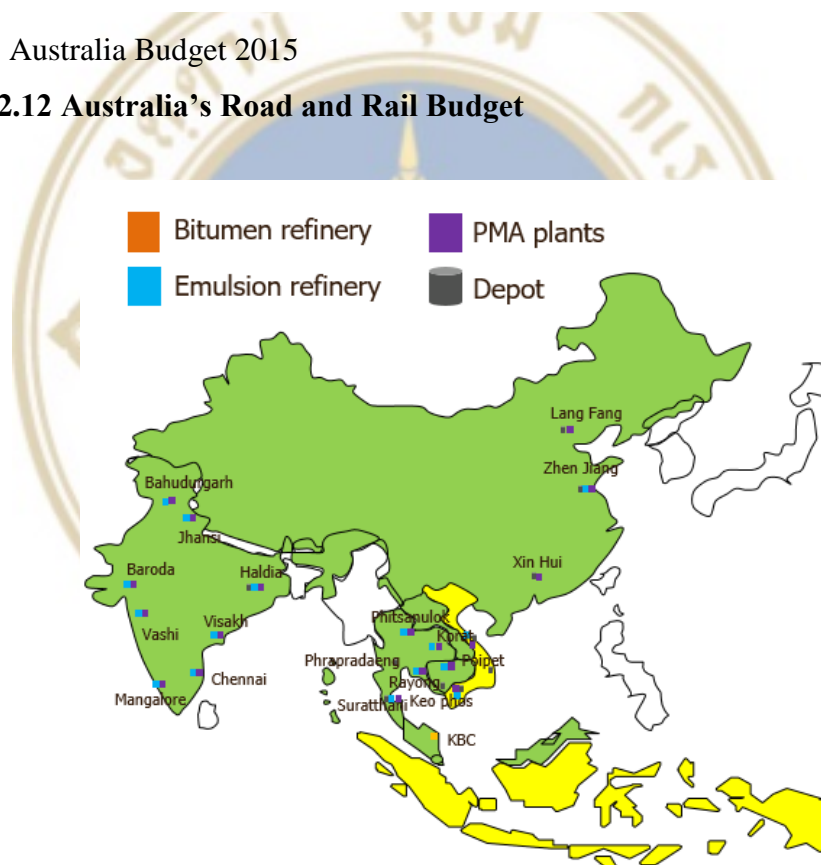 Australia Budget 2015
2.12 Australia's Road and Rail Budget
Bitumen refinery
PMA plants
Emulsion refinery
Depot
Lang Fang
Zhen Jiang
Bahudurgarh
Jhansi
Xin Hui
Baroda
Haldia
Phitsanulok
Visakh
Korat
Vashi
Phrapradaeng
Poipet
Chennai
Rayong
Mangalore
Suratthani
Keo phos
KBC